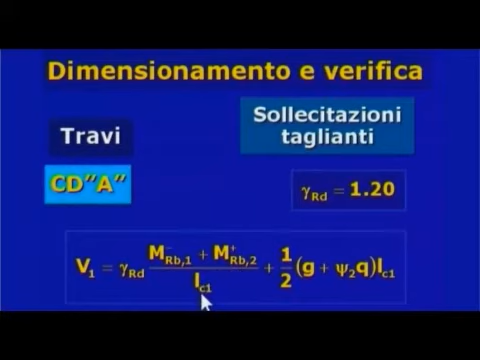 Dimensionamento e verifica
Sollecitazioni
taglianti
Travi
CD"A"
γRd = 1.20
V1 = γRd (M⁻Rb,1 + M⁺Rb,2) / lc1 + 1/2 (g + ψ2q)lc1